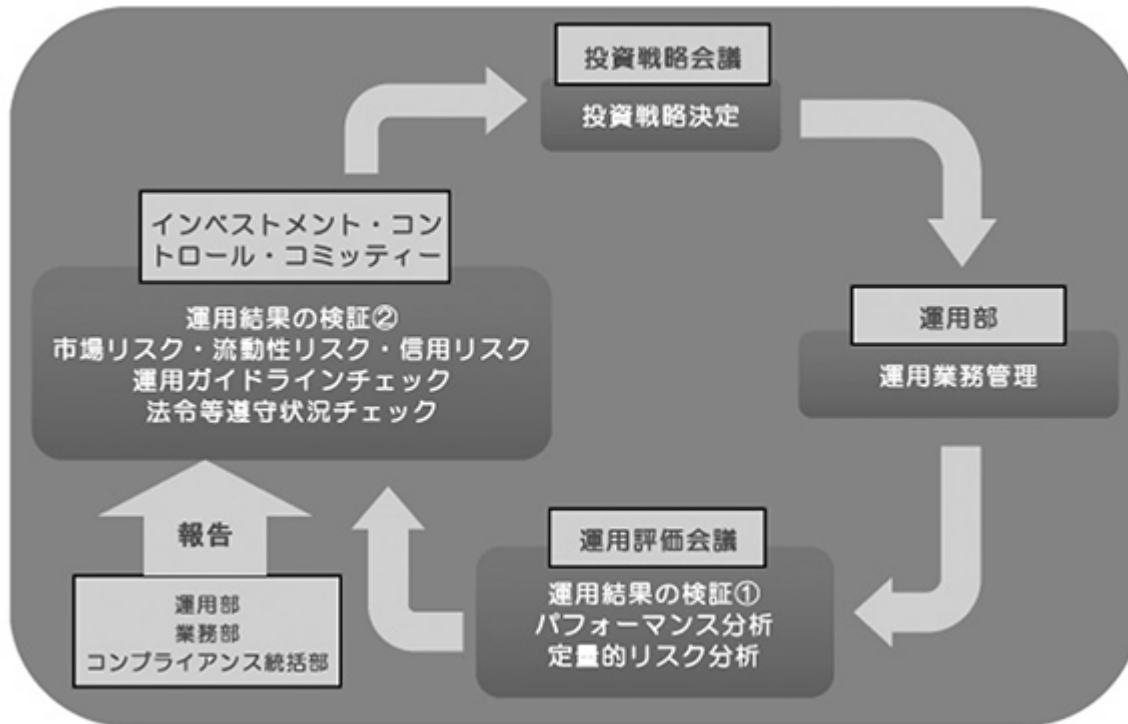 投資戦略会議
投資戦略決定
運用部
運用業務管理
運用評価会議
運用結果の検証①
パフォーマンス分析
定量的リスク分析
インベストメント・コン
トロール・コミッティー
運用結果の検証②
市場リスク・流動性リスク・信用リスク
運用ガイドラインチェック
法令等遵守状況チェック
報告
運用部
業務部
コンプライアンス統括部